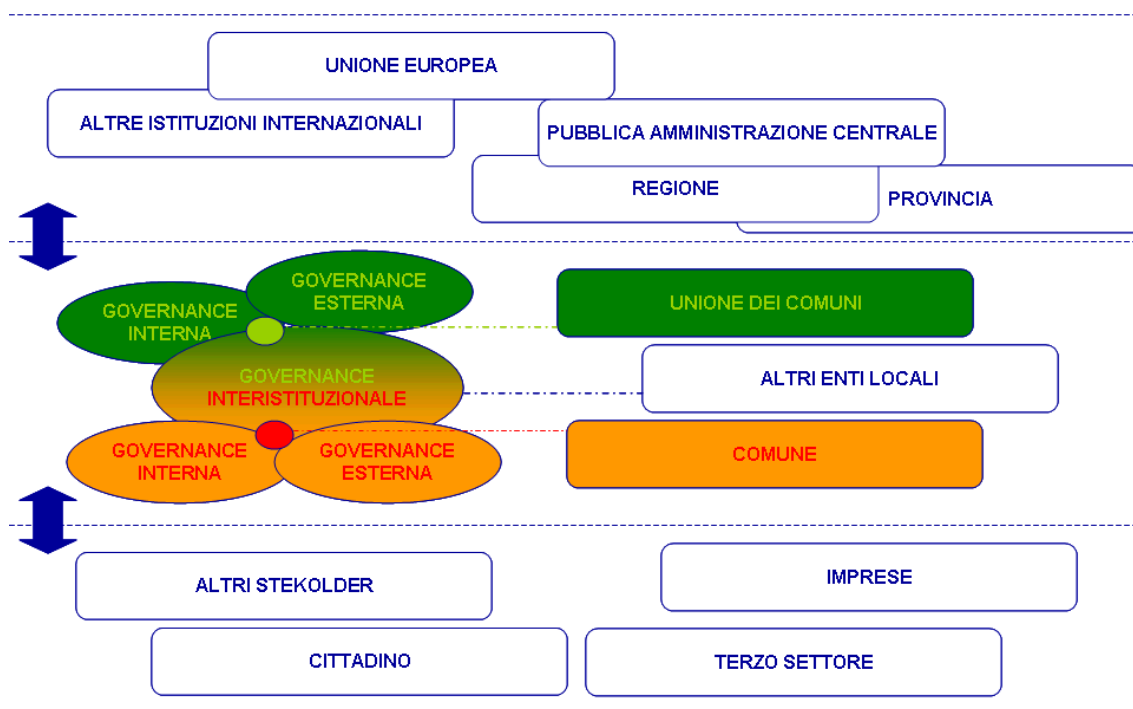 UNIONE EUROPEA
ALTRE ISTITUZIONI INTERNAZIONALI
PUBBLICA AMMINISTRAZIONE CENTRALE
REGIONE
PROVINCIA
GOVERNANCE
ESTERNA
GOVERNANCE
INTERNA
UNIONE DEI COMUNI
GOVERNANCE
INTERISTITUZIONALE
ALTRI ENTI LOCALI
GOVERNANCE
INTERNA
GOVERNANCE
ESTERNA
COMUNE
ALTRI STEKOLDER
IMPRESE
CITTADINO
TERZO SETTORE